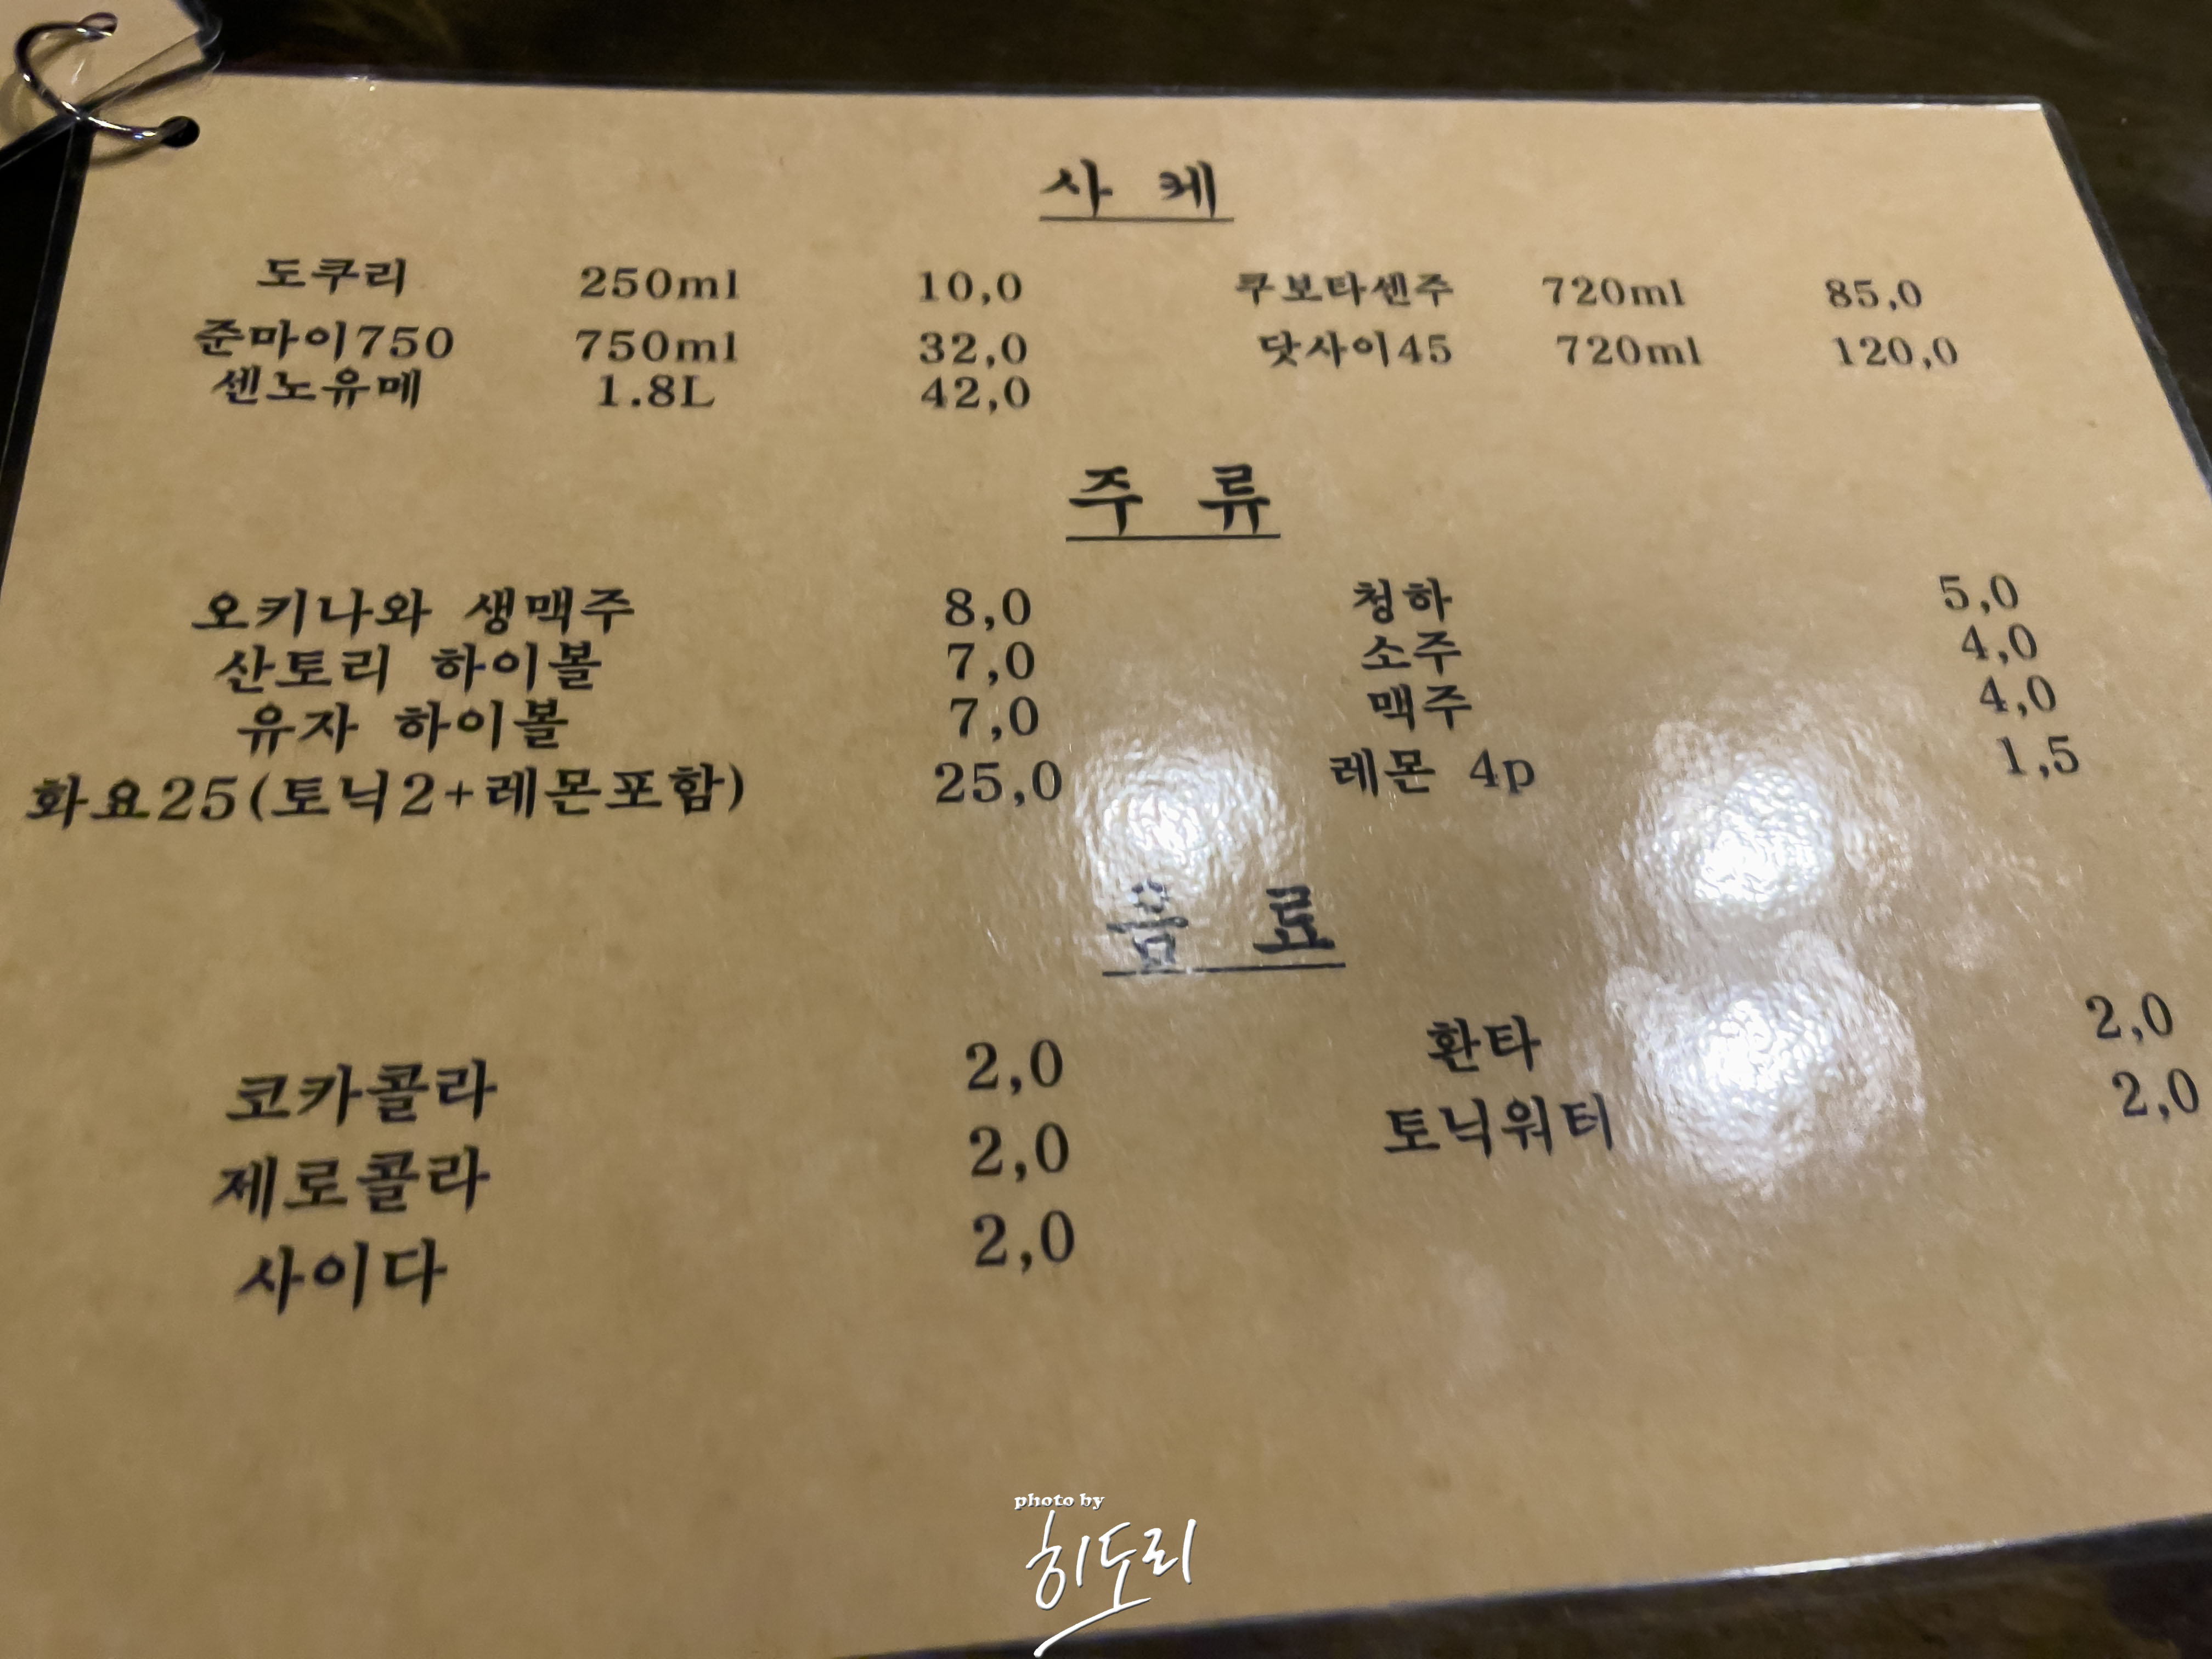 사 케
도쿠리 250ml 10,0 쿠보타센주 720ml 85,0
준마이750 750ml 32,0 닷사이45 720ml 120,0
센노유메 1.8L 42,0
주 류
오키나와 생맥주 8,0 청하 5,0
산토리 하이볼 7,0 소주 4,0
유자 하이볼 7,0 맥주 4,0
화요25(토닉2+레몬포함) 25,0 레몬 4p 1,5
음 료
코카콜라 2,0 환타 2,0
제로콜라 2,0 토닉워터 2,0
사이다 2,0
photo by
히도리